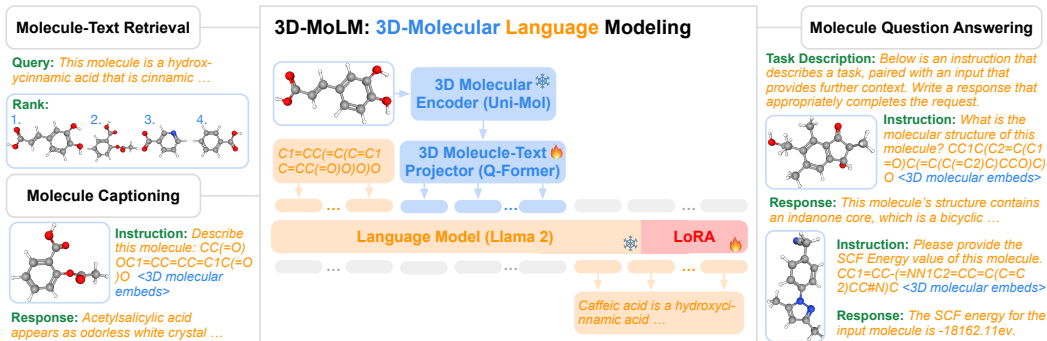 Molecule-Text Retrieval
Query: This molecule is a hydrox-
ycinnamic acid that is cinnamic ...
Rank:
1. 2. 3. 4.
Molecule Captioning
Instruction: Describe
this molecule: CC(=O)
OC1=CC=CC=C1C(=O
)O <3D molecular
embeds>
Response: Acetylsalicylic acid
appears as odorless white crystal ...
3D-MoLM: 3D-Molecular Language Modeling
3D Molecular
Encoder (Uni-Mol)
C1=CC(=C(C=C1
C=CC(=O)O)O)O
3D Moleucle-Text
Projector (Q-Former)
... ...
Language Model (Llama 2)
LoRA
... ... ...
Caffeic acid is a hydroxyci-
nnamic acid ...
Molecule Question Answering
Task Description: Below is an instruction that
describes a task, paired with an input that
provides further context. Write a response that
appropriately completes the request.
Instruction: What is the
molecular structure of this
molecule? CC1C(C2=C(C1
=O)C(=C(C(=C2)C)CCO)C)
O <3D molecular embeds>
Response: This molecule's structure contains
an indanone core, which is a bicyclic ...
Instruction: Please provide the
SCF Energy value of this molecule.
CC1=CC-(=NN1C2=CC=C(C=C
2)CC#N)C <3D molecular embeds>
Response: The SCF energy for the
input molecule is -18162.11ev.